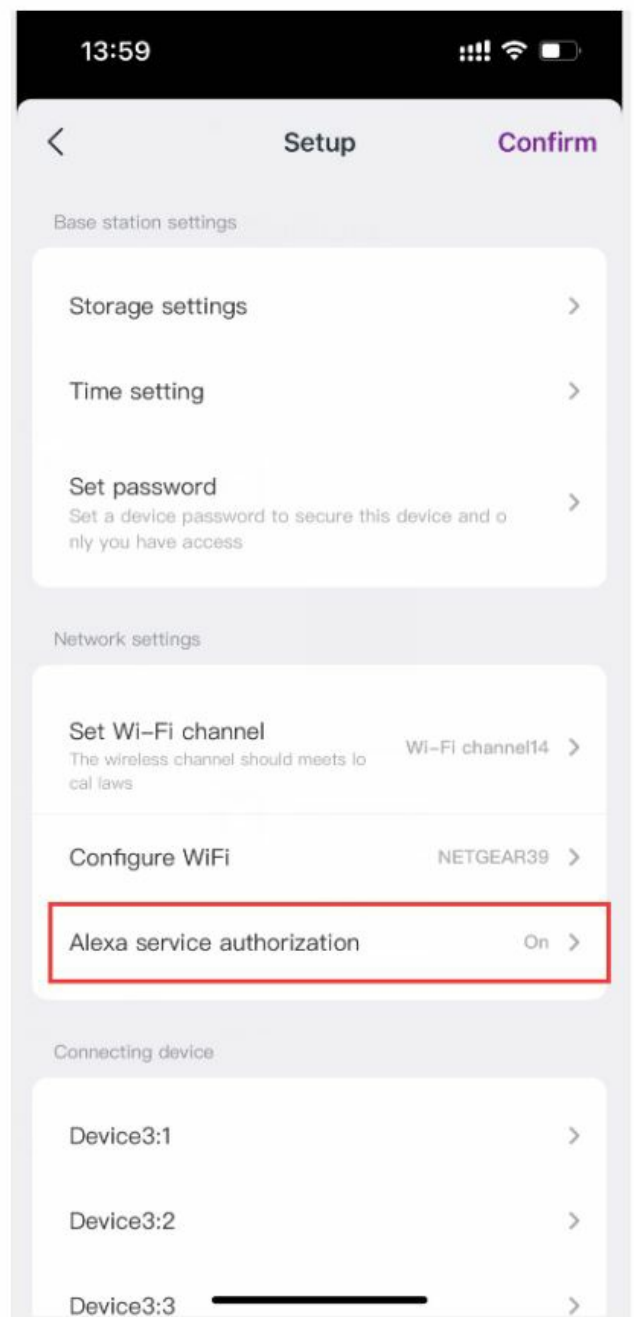 13:59
Setup
Confirm
Base station settings
Storage settings
Time setting
Set password
Set a device password to secure this device and o
nly you have access
Network settings
Set Wi-Fi channel
The wireless channel should meets lo
cal laws
Wi-Fi channel14
Configure WiFi
NETGEAR39
Alexa service authorization
On
Connecting device
Device3:1
Device3:2
Device3:3